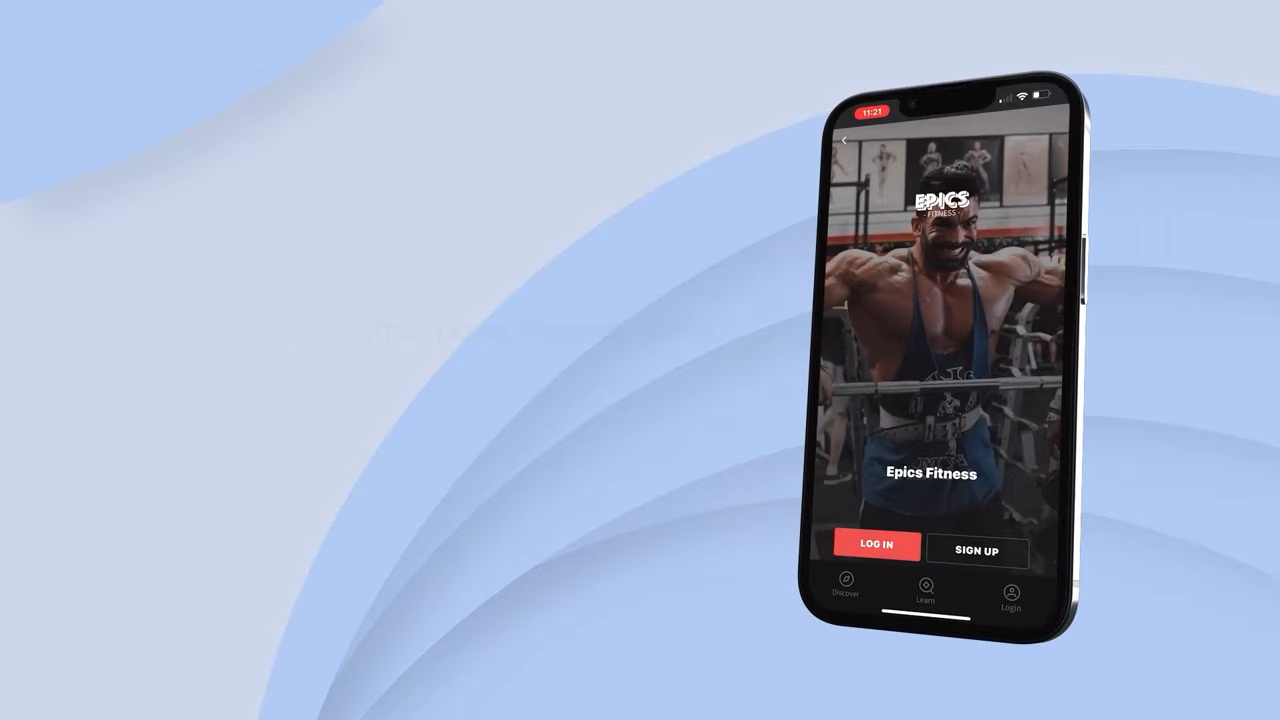 11:21
EPICS
- FITNESS -
Epics Fitness
LOG IN
SIGN UP
Discover
Learn
Login